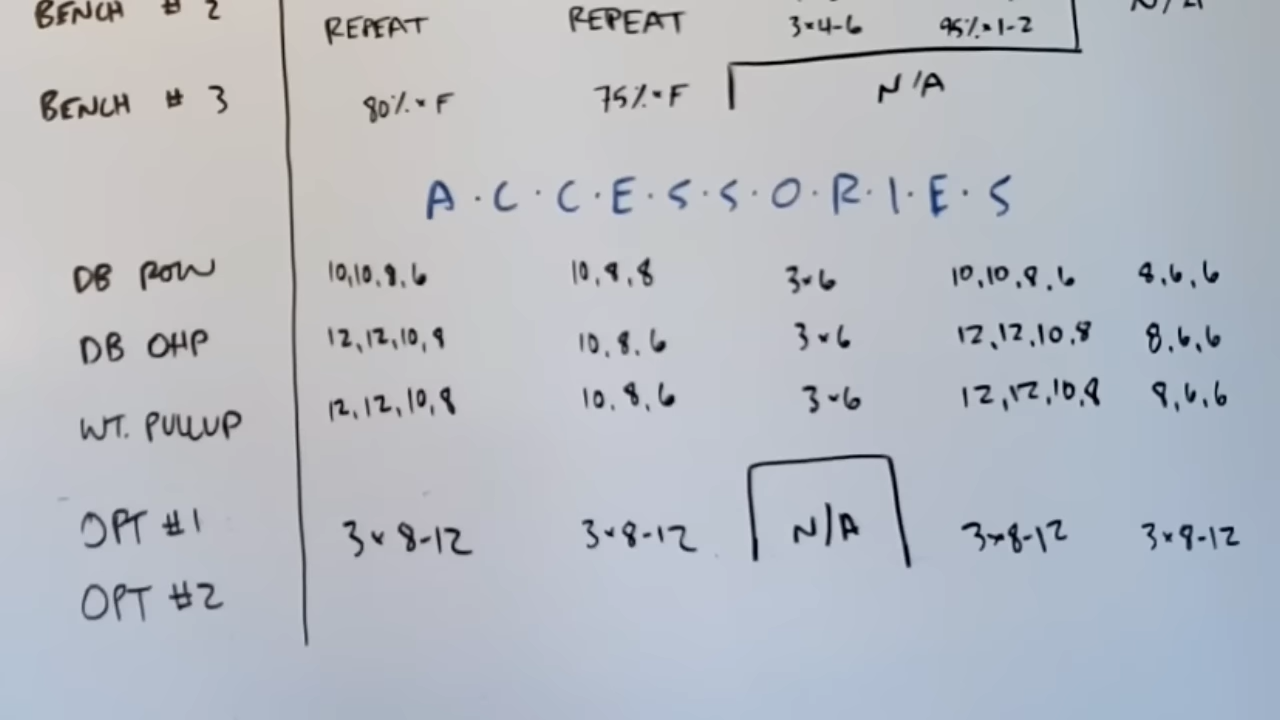 BENCH # 2 REPEAT REPEAT 3×4-6 95%×1-2 N/A
BENCH # 3 80%×F 75%×F N/A
A·C·C·E·S·S·O·R·I·E·S
DB ROW 10,10,8,6 10,8,8 3×6 10,10,8,6 8,6,6
DB OHP 12,12,10,8 10,8,6 3×6 12,12,10,8 8,6,6
WT. PULLUP 12,12,10,8 10,8,6 3×6 12,12,10,8 8,6,6
OPT #1 3×8-12 3×8-12 N/A 3×8-12 3×8-12
OPT #2